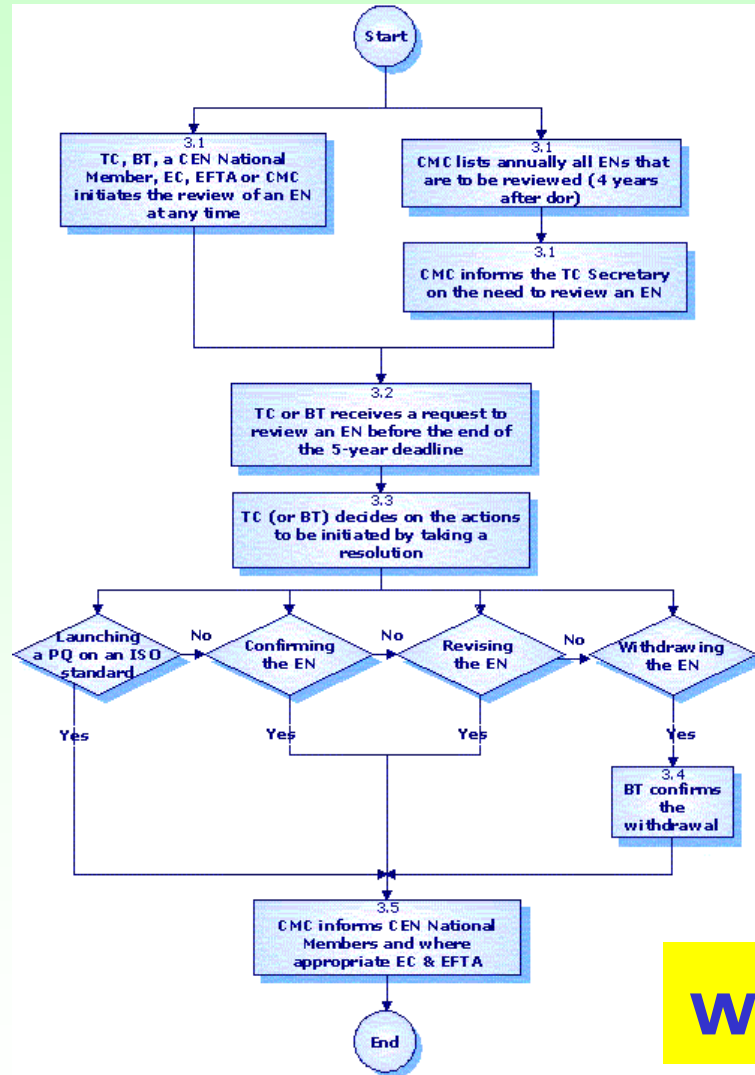 Start
3.1
TC, BT, a CEN National
Member, EC, EFTA or CMC
initiates the review of an EN
at any time
3.1
CMC lists annually all ENs that
are to be reviewed (4 years
after dor)
3.1
CMC informs the TC Secretary
on the need to review an EN
3.2
TC or BT receives a request to
review an EN before the end of
the 5-year deadline
3.3
TC (or BT) decides on the actions
to be initiated by taking a
resolution
Launching
a PQ on an ISO
standard
No
Confirming
the EN
No
Revising
the EN
No
Withdrawing
the EN
Yes
Yes
Yes
Yes
3.4
BT confirms
the
withdrawal
3.5
CMC informs CEN National
Members and where
appropriate EC & EFTA
End